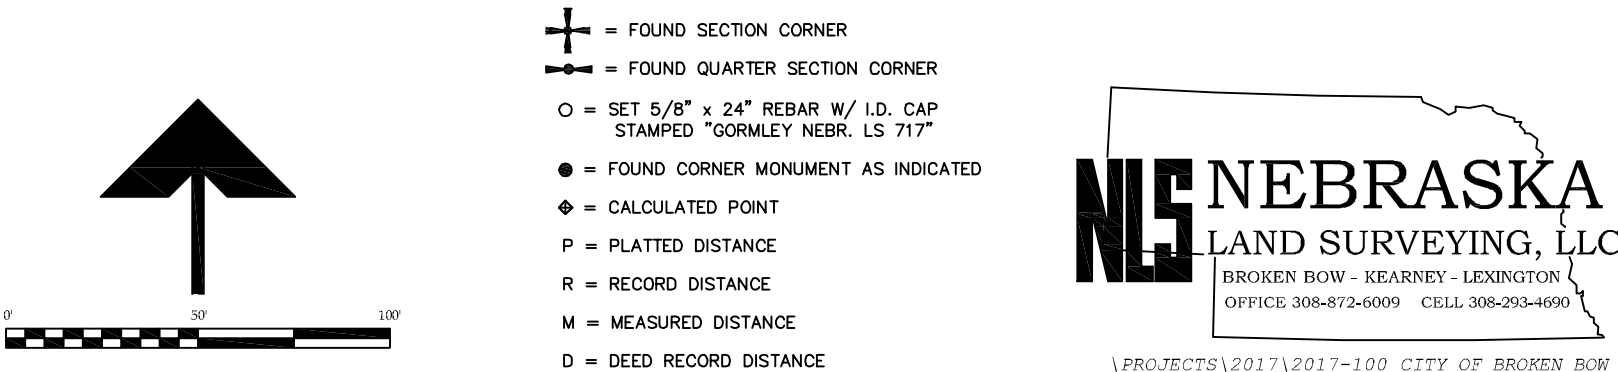 0' 50' 100'
= FOUND SECTION CORNER
= FOUND QUARTER SECTION CORNER
= SET 5/8" x 24" REBAR W/ I.D. CAP
STAMPED "GORMLEY NEBR. LS 717"
= FOUND CORNER MONUMENT AS INDICATED
= CALCULATED POINT
P = PLATTED DISTANCE
R = RECORD DISTANCE
M = MEASURED DISTANCE
D = DEED RECORD DISTANCE
NLS NEBRASKA
LAND SURVEYING, LLC
BROKEN BOW - KEARNEY - LEXINGTON
OFFICE 308-872-6009 CELL 308-293-4690
\PROJECTS\2017\2017-100 CITY OF BROKEN BOW